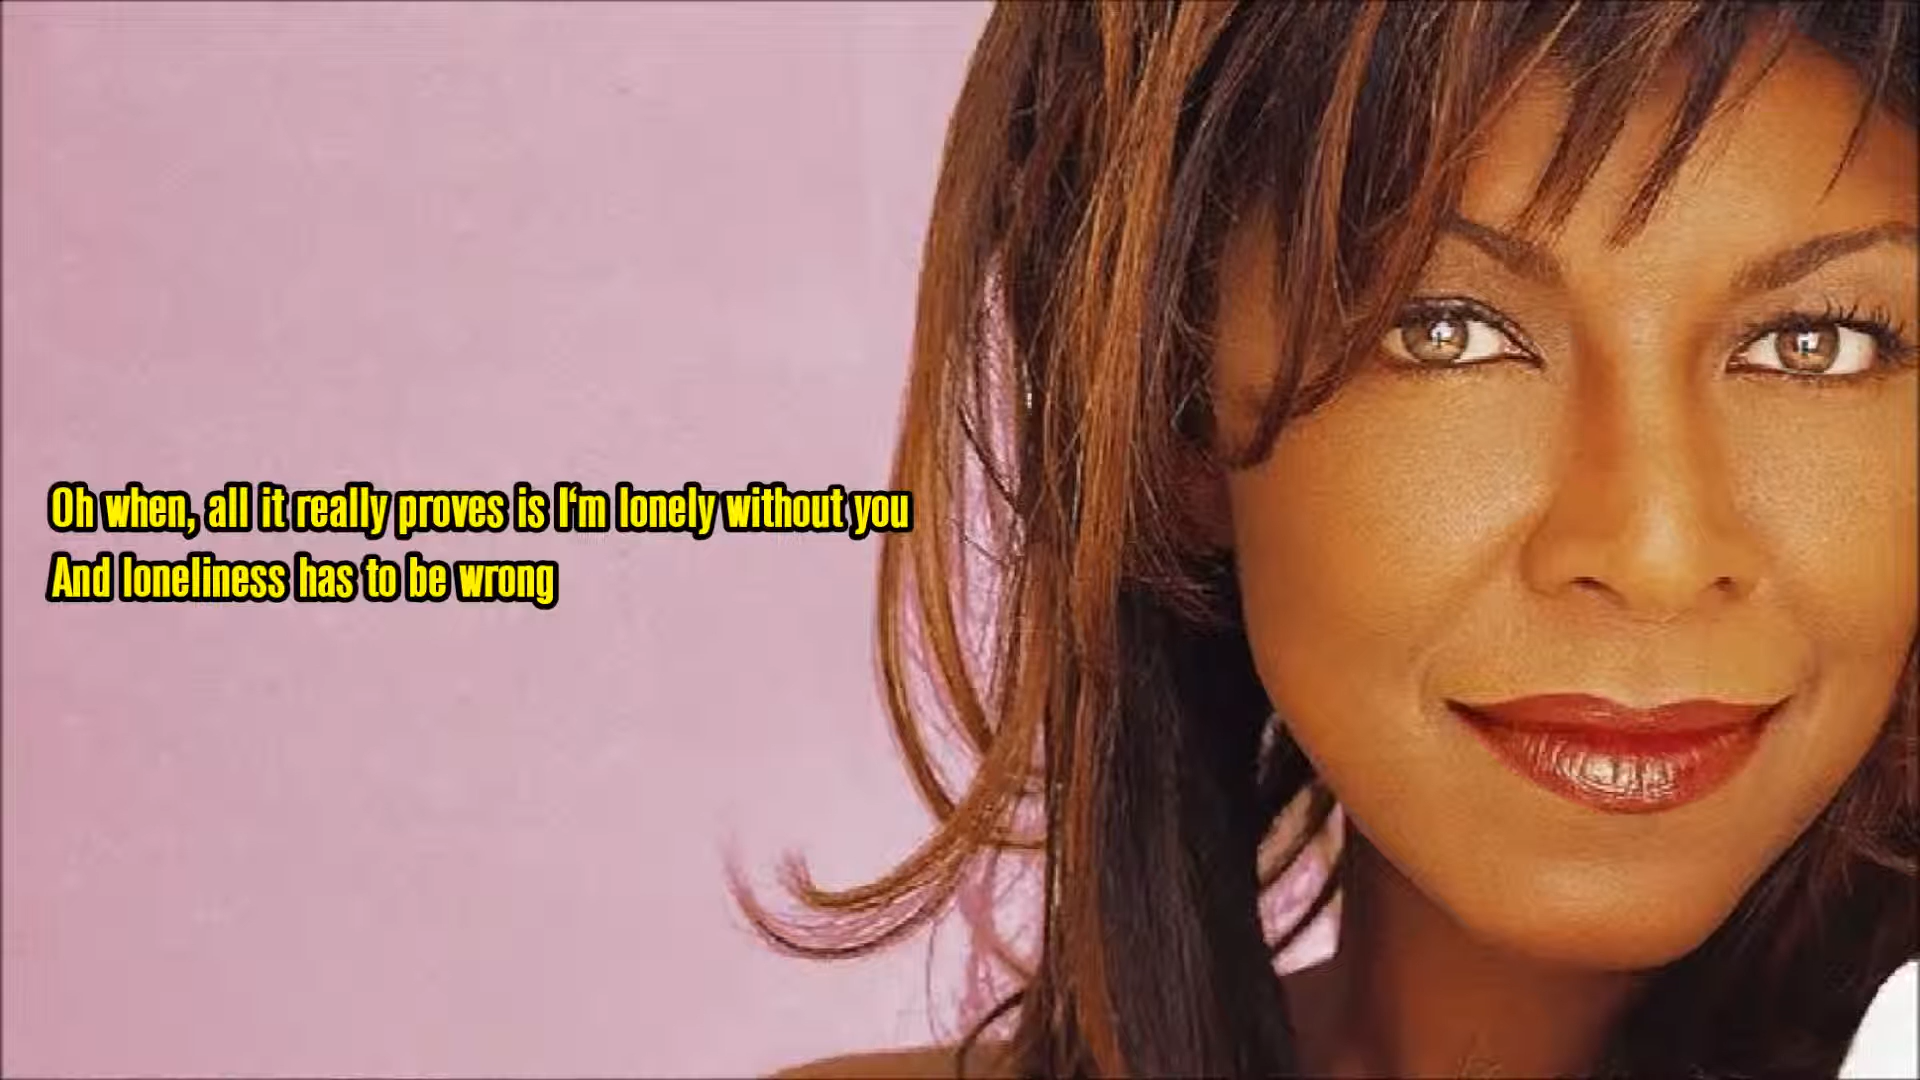 Oh when, all it really proves is I'm lonely without you
And loneliness has to be wrong